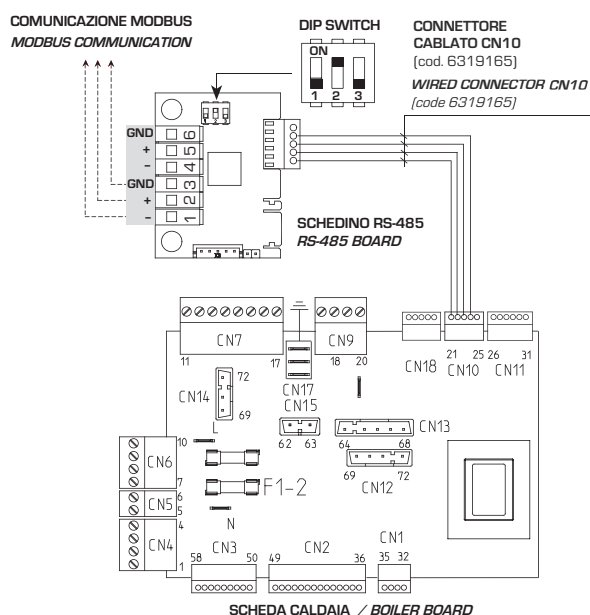 COMUNICAZIONE MODBUS
MODBUS COMMUNICATION
DIP SWITCH
ON
1 2 3
CONNETTORE
CABLATO CN10
(cod. 6319165)
WIRED CONNECTOR CN10
(code 6319165)
1 2 3
GND 6
+ 5
- 4
GND 3
+ 2
- 1
SCHEDINO RS-485
RS-485 BOARD
CN7
11 17
CN9
18 20
CN17
CN18
21 25
CN10
26 31
CN11
CN14
72
69
CN15
62 63
CN13
64 68
CN12
69 72
L
F1-2
N
10
CN6
7
6
CN5
5
4
CN4
1
58 50
CN3
49 36
CN2
CN1
35 32
SCHEDA CALDAIA / BOILER BOARD